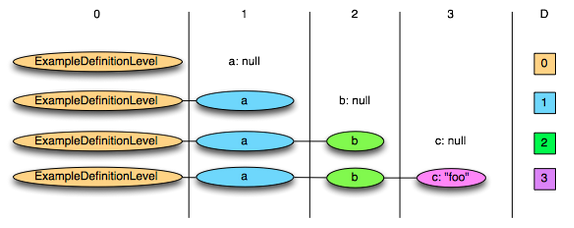 0 1 2 3 D
ExampleDefinitionLevel a: null 0
ExampleDefinitionLevel a b: null 1
ExampleDefinitionLevel a b c: null 2
ExampleDefinitionLevel a b c: "foo" 3